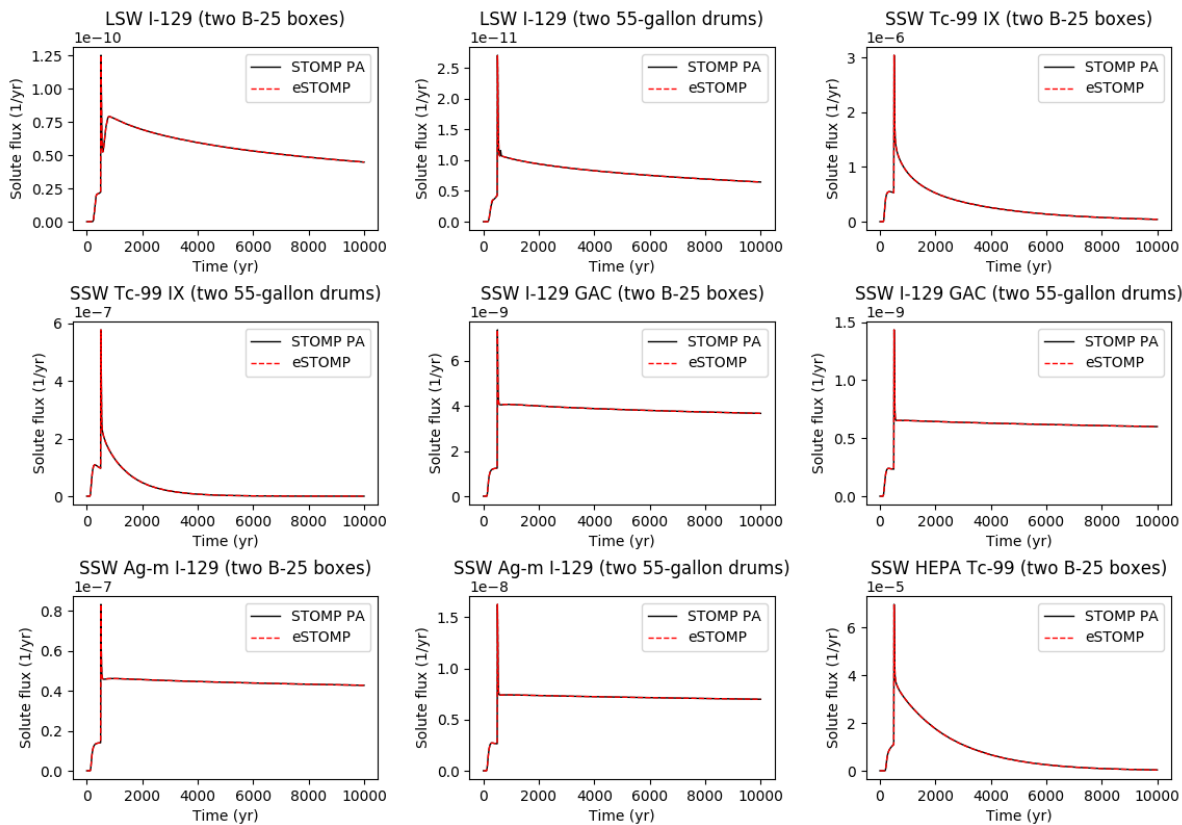 LSW I-129 (two B-25 boxes)
1e−10
Solute flux (1/yr)
1.25
1.00
0.75
0.50
0.25
0.00
STOMP PA
eSTOMP
0 2000 4000 6000 8000 10000
Time (yr)
LSW I-129 (two 55-gallon drums)
1e−11
Solute flux (1/yr)
2.5
2.0
1.5
1.0
0.5
0.0
STOMP PA
eSTOMP
0 2000 4000 6000 8000 10000
Time (yr)
SSW Tc-99 IX (two B-25 boxes)
1e−6
Solute flux (1/yr)
3
2
1
0
STOMP PA
eSTOMP
0 2000 4000 6000 8000 10000
Time (yr)
SSW Tc-99 IX (two 55-gallon drums)
1e−7
Solute flux (1/yr)
6
4
2
0
STOMP PA
eSTOMP
0 2000 4000 6000 8000 10000
Time (yr)
SSW I-129 GAC (two B-25 boxes)
1e−9
Solute flux (1/yr)
6
4
2
0
STOMP PA
eSTOMP
0 2000 4000 6000 8000 10000
Time (yr)
SSW I-129 GAC (two 55-gallon drums)
1e−9
Solute flux (1/yr)
1.5
1.0
0.5
0.0
STOMP PA
eSTOMP
0 2000 4000 6000 8000 10000
Time (yr)
SSW Ag-m I-129 (two B-25 boxes)
1e−7
Solute flux (1/yr)
0.8
0.6
0.4
0.2
0.0
STOMP PA
eSTOMP
0 2000 4000 6000 8000 10000
Time (yr)
SSW Ag-m I-129 (two 55-gallon drums)
1e−8
Solute flux (1/yr)
1.5
1.0
0.5
0.0
STOMP PA
eSTOMP
0 2000 4000 6000 8000 10000
Time (yr)
SSW HEPA Tc-99 (two B-25 boxes)
1e−5
Solute flux (1/yr)
6
4
2
0
STOMP PA
eSTOMP
0 2000 4000 6000 8000 10000
Time (yr)